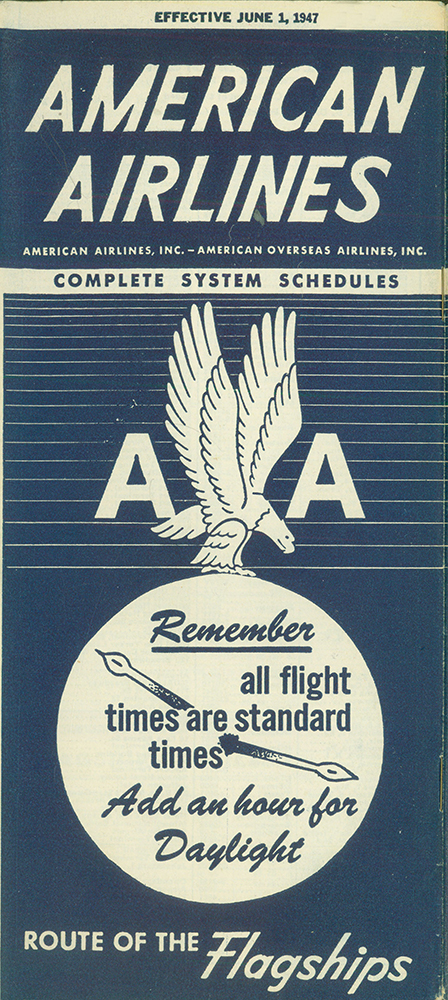 EFFECTIVE JUNE 1, 1947
AMERICAN
AIRLINES
AMERICAN AIRLINES, INC. – AMERICAN OVERSEAS AIRLINES, INC.
COMPLETE SYSTEM SCHEDULES
A A
Remember
all flight
times are standard
times
Add an hour for
Daylight
ROUTE OF THE Flagships